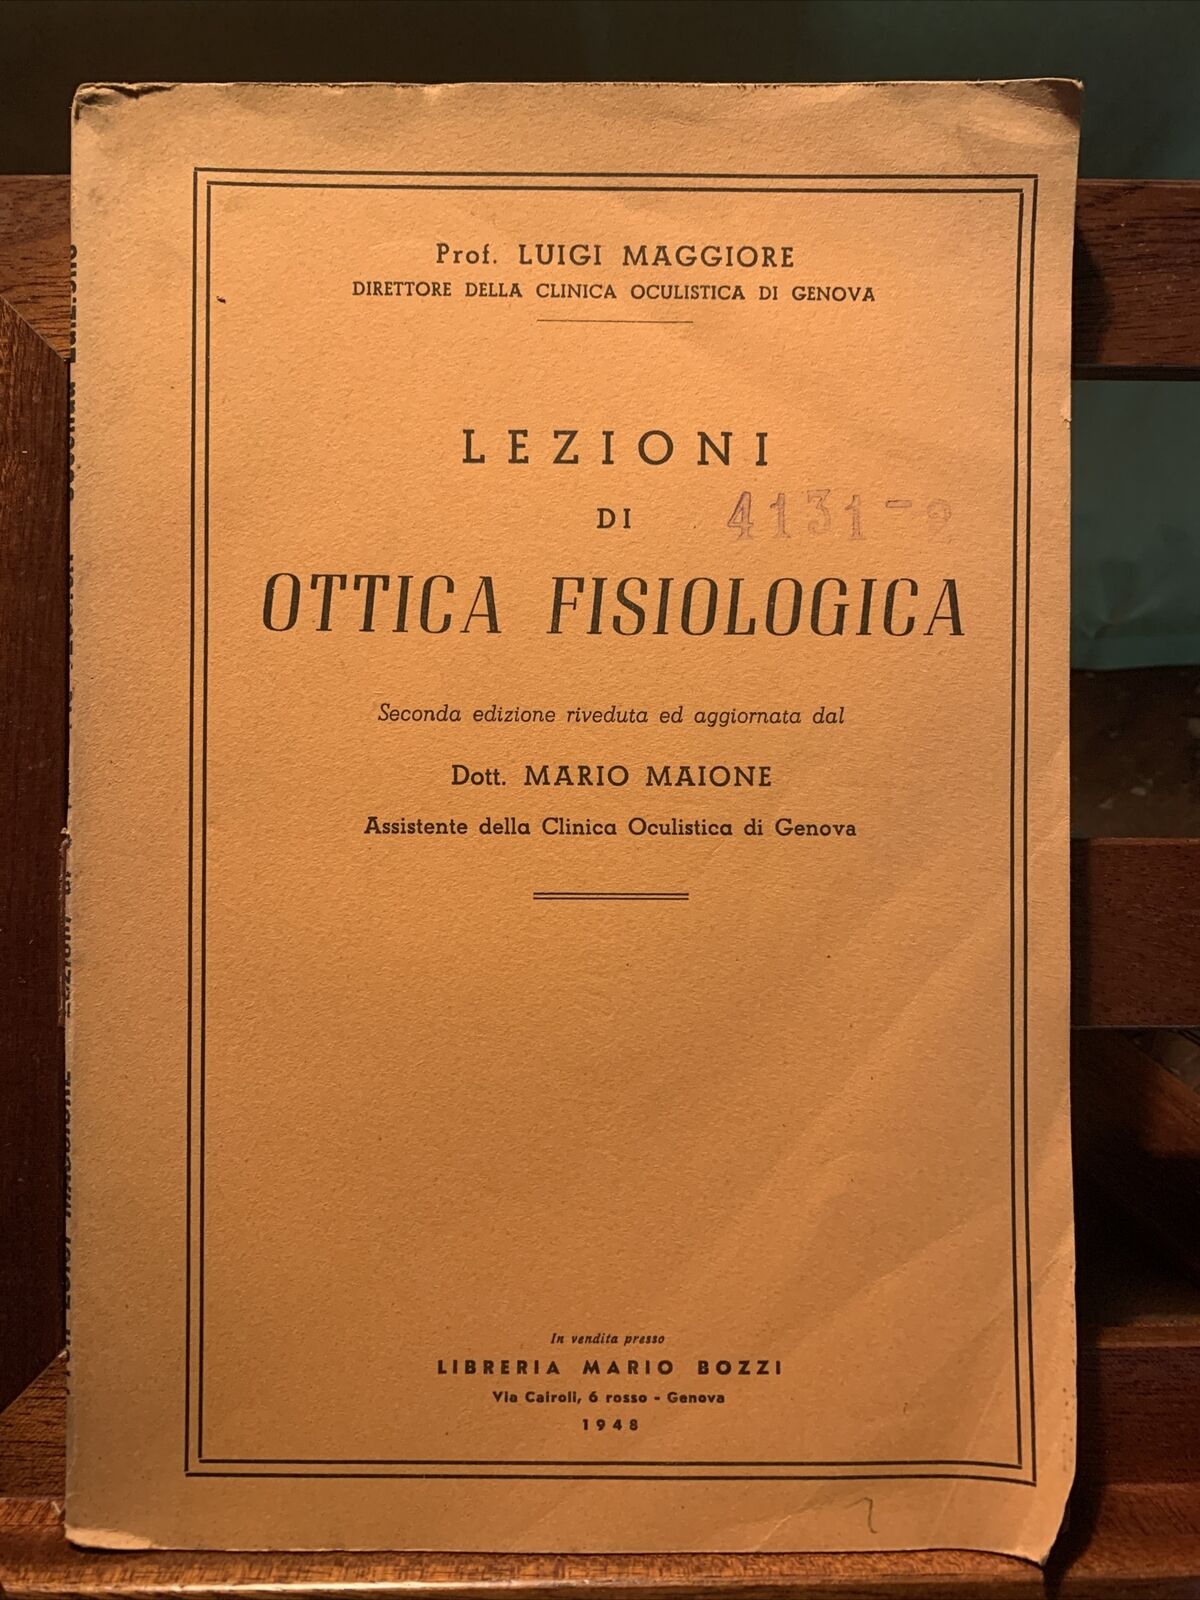 Prof. LUIGI MAGGIORE
DIRETTORE DELLA CLINICA OCULISTICA DI GENOVA
LEZIONI
DI
4131-2
OTTICA FISIOLOGICA
Seconda edizione riveduta ed aggiornata dal
Dott. MARIO MAIONE
Assistente della Clinica Oculistica di Genova
In vendita presso
LIBRERIA MARIO BOZZI
Via Cairoli, 6 rosso - Genova
1948